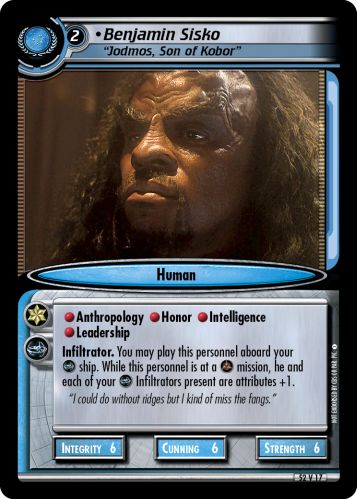 2
•Benjamin Sisko
"Jodmos, Son of Kobor"
Human
Anthropology Honor Intelligence
Leadership
Infiltrator. You may play this personnel aboard your
ship. While this personnel is at a mission, he and
each of your Infiltrators present are attributes +1.
"I could do without ridges but I kind of miss the fangs."
INTEGRITY 6 CUNNING 6 STRENGTH 6
52 V 17